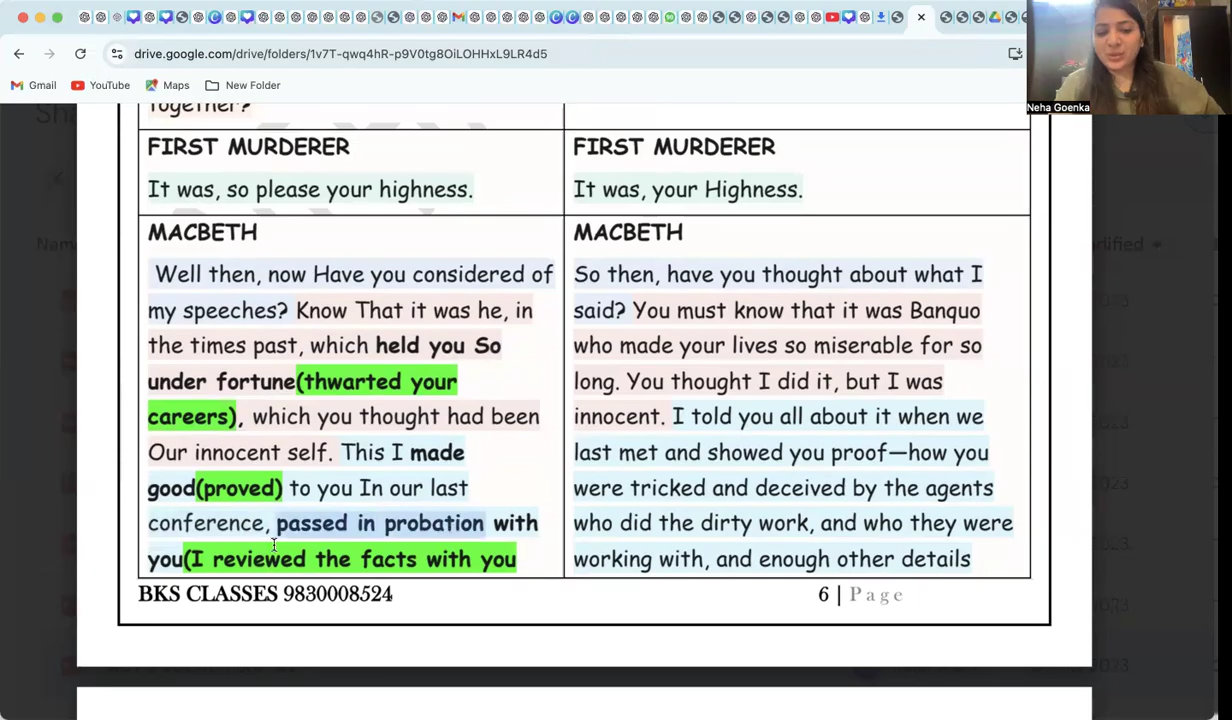 drive.google.com/drive/folders/1v7T-qwq4hR-p9V0tg8OiLOHHxL9LR4d5
Gmail YouTube Maps New Folder
Neha Goenka
together?
FIRST MURDERER
It was, so please your highness.
FIRST MURDERER
It was, your Highness.
MACBETH
Well then, now Have you considered of
my speeches? Know That it was he, in
the times past, which held you So
under fortune(thwarted your
careers), which you thought had been
Our innocent self. This I made
good(proved) to you In our last
conference, passed in probation with
you(I reviewed the facts with you
MACBETH
So then, have you thought about what I
said? You must know that it was Banquo
who made your lives so miserable for so
long. You thought I did it, but I was
innocent. I told you all about it when we
last met and showed you proof—how you
were tricked and deceived by the agents
who did the dirty work, and who they were
working with, and enough other details
BKS CLASSES 9830008524
6 | Page